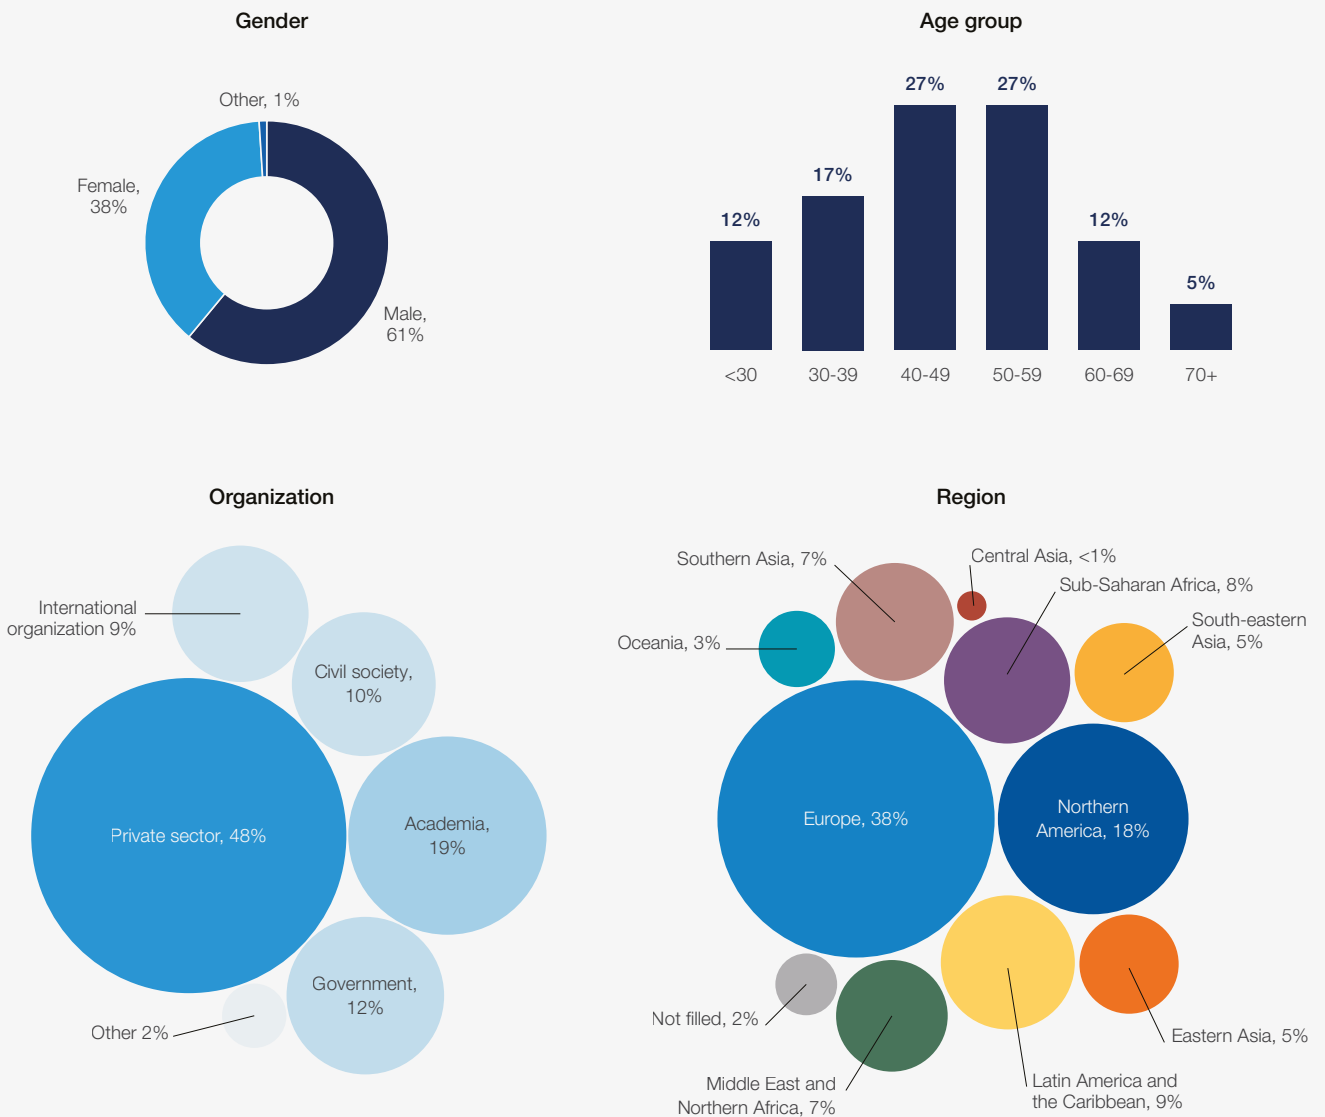 Gender
Other, 1%
Female,
38%
Male,
61%
Age group
12%
17%
27%
27%
12%
5%
<30
30-39
40-49
50-59
60-69
70+
Organization
International
organization 9%
Civil society,
10%
Private sector, 48%
Academia,
19%
Government,
12%
Other 2%
Region
Southern Asia, 7%
Central Asia, <1%
Sub-Saharan Africa, 8%
South-eastern
Asia, 5%
Oceania, 3%
Europe, 38%
Northern
America, 18%
Not filled, 2%
Eastern Asia, 5%
Middle East and
Northern Africa, 7%
Latin America and
the Caribbean, 9%